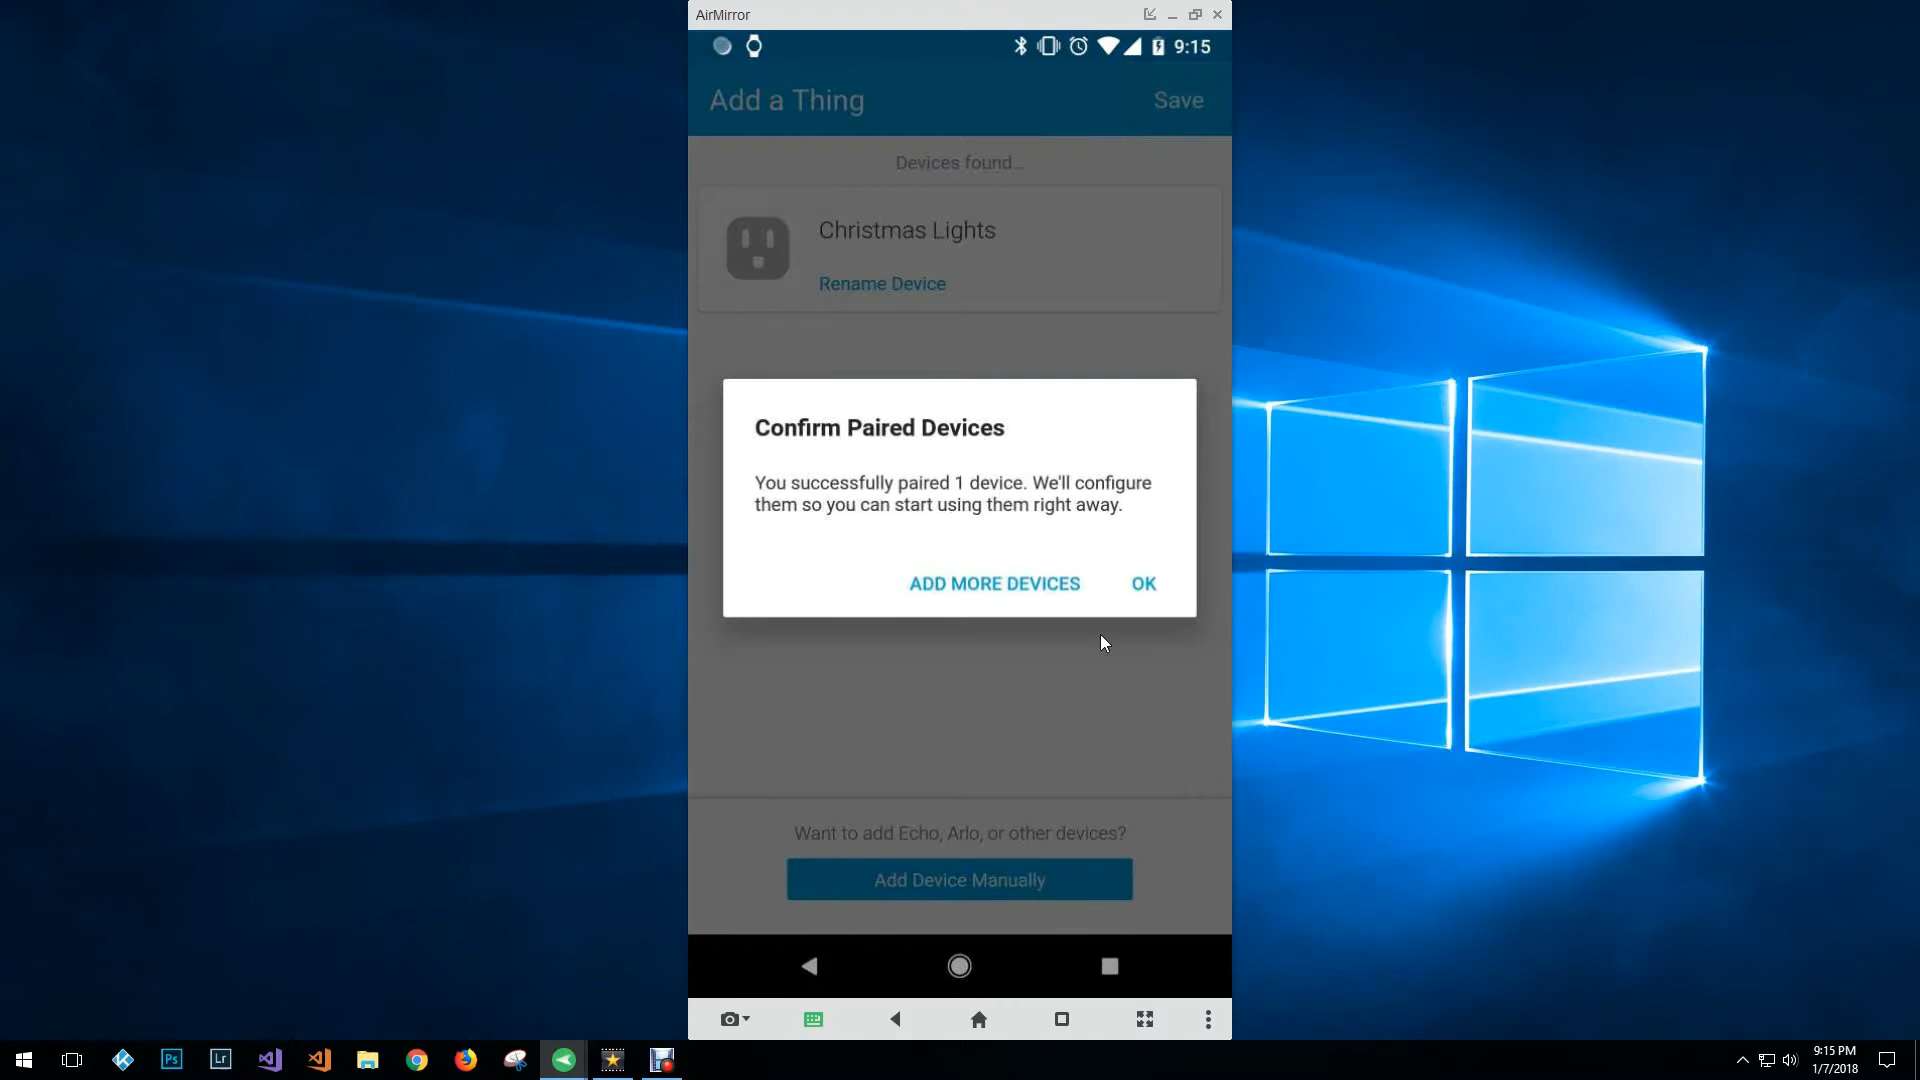 AirMirror
9:15
Add a Thing
Save
Devices found...
Christmas Lights
Rename Device
Confirm Paired Devices
You successfully paired 1 device. We'll configure
them so you can start using them right away.
ADD MORE DEVICES
OK
Want to add Echo, Arlo, or other devices?
Add Device Manually
Ps
Lr
9:15 PM
1/7/2018